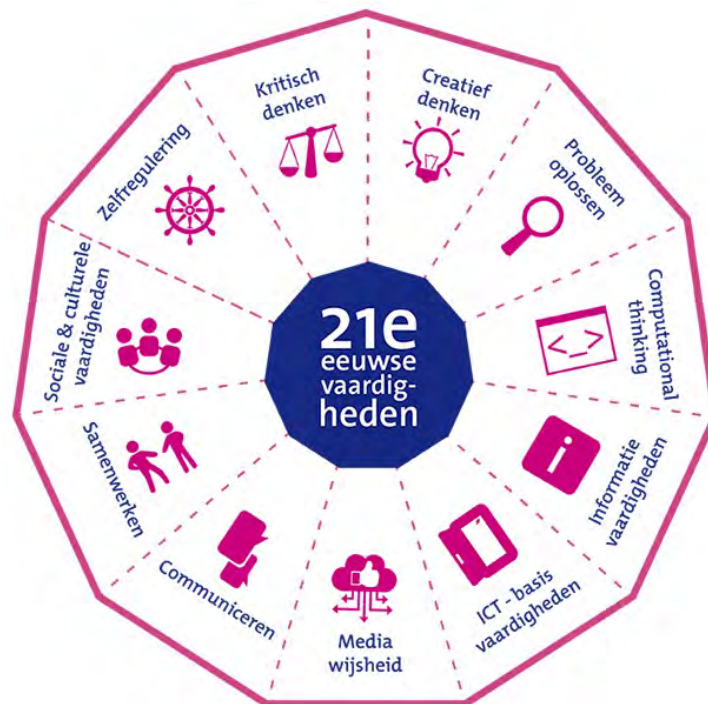 21e
eeuwse
vaardig-
heden
Kritisch
denken
Creatief
denken
Probleem
oplossen
Computational
thinking
Informatie
vaardigheden
ICT - basis
vaardigheden
Media
wijsheid
Communiceren
Samenwerken
Sociale & culturele
vaardigheden
Zelfregulering